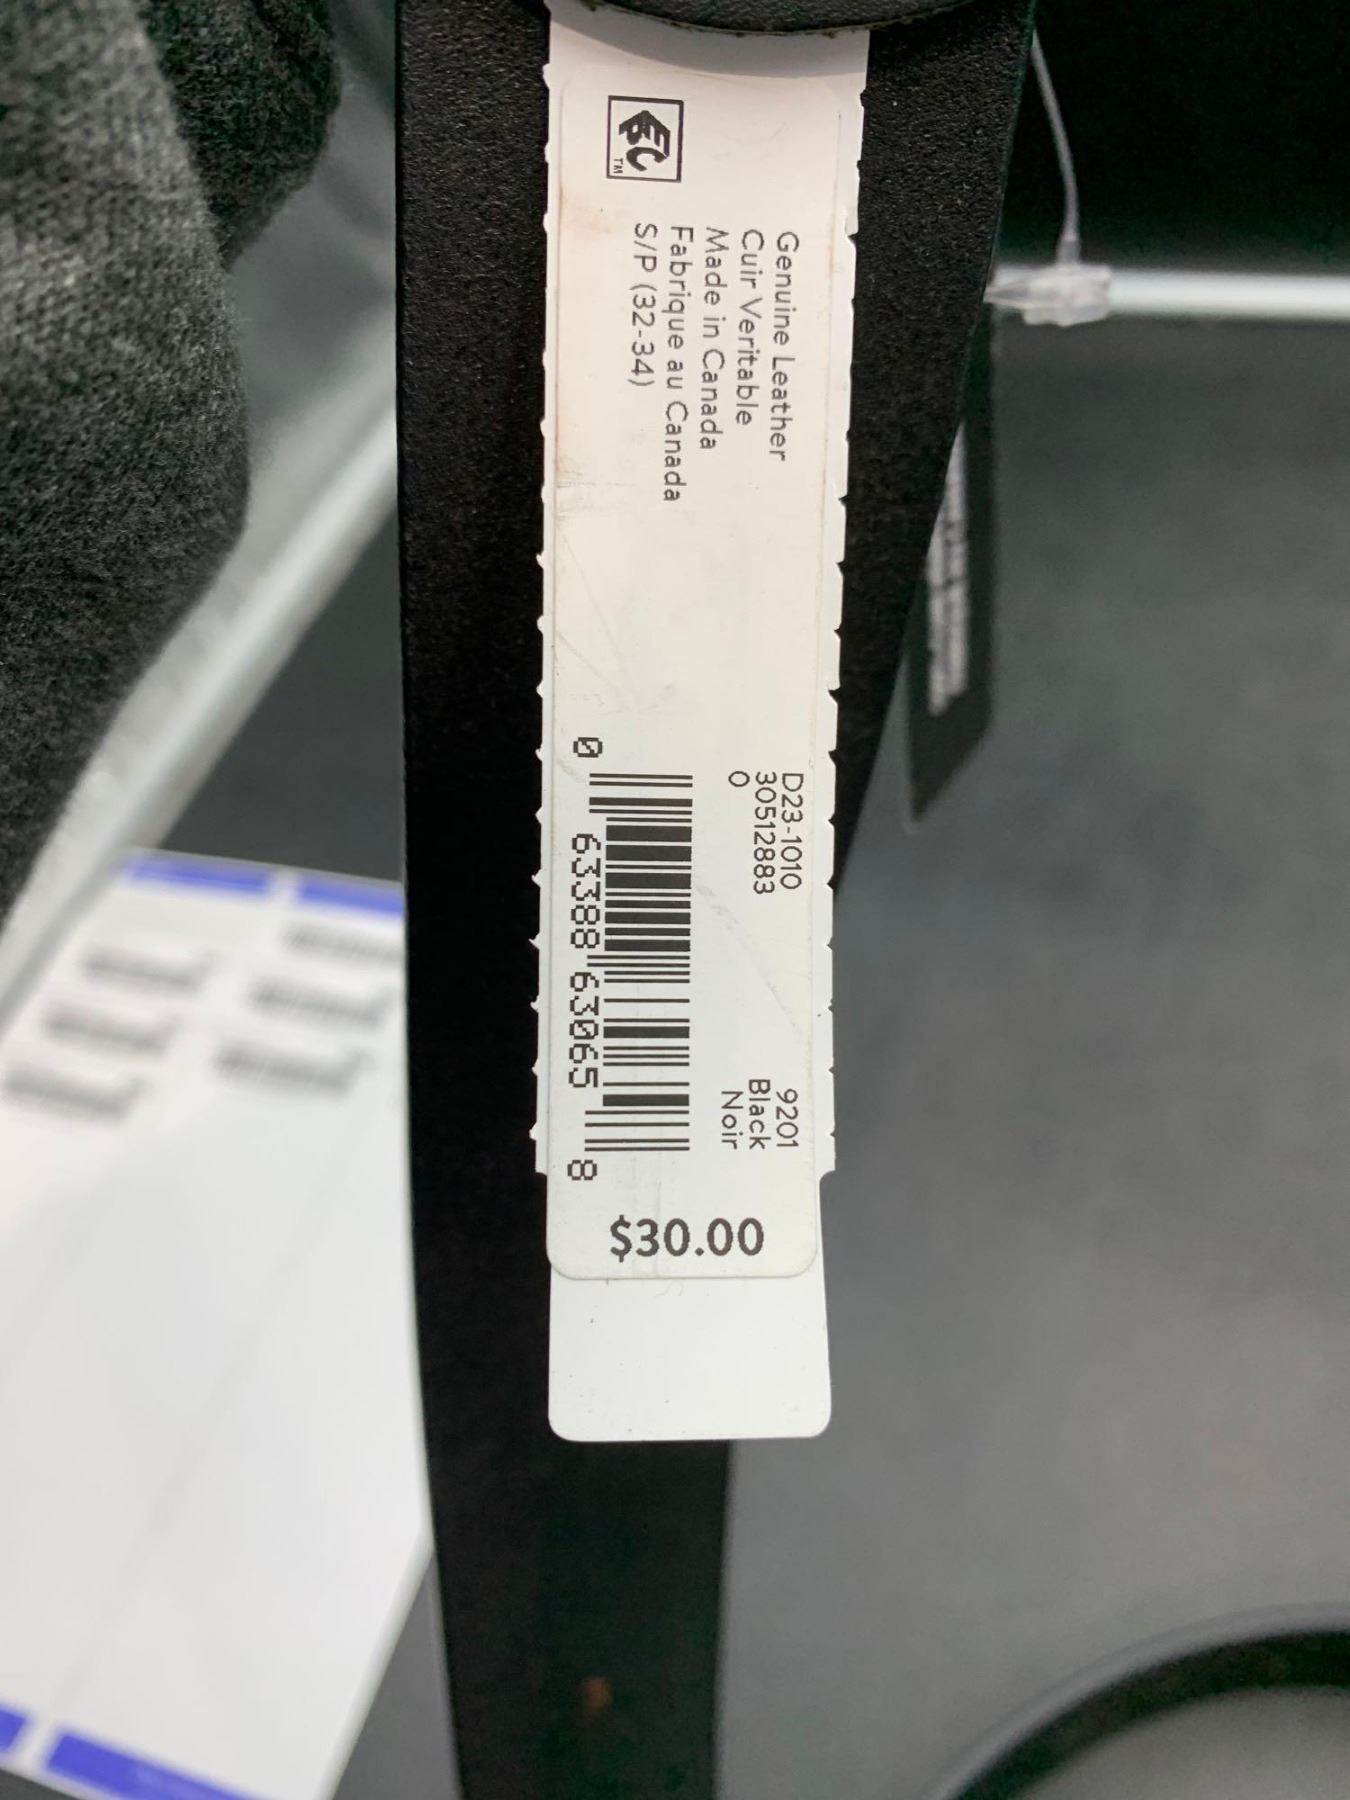 Genuine Leather
Cuir Veritable
Made in Canada
Fabrique au Canada
S/P (32-34)
D23-1010
30512883
0
9201
Black
Noir
0 63388 63065 8
$30.00